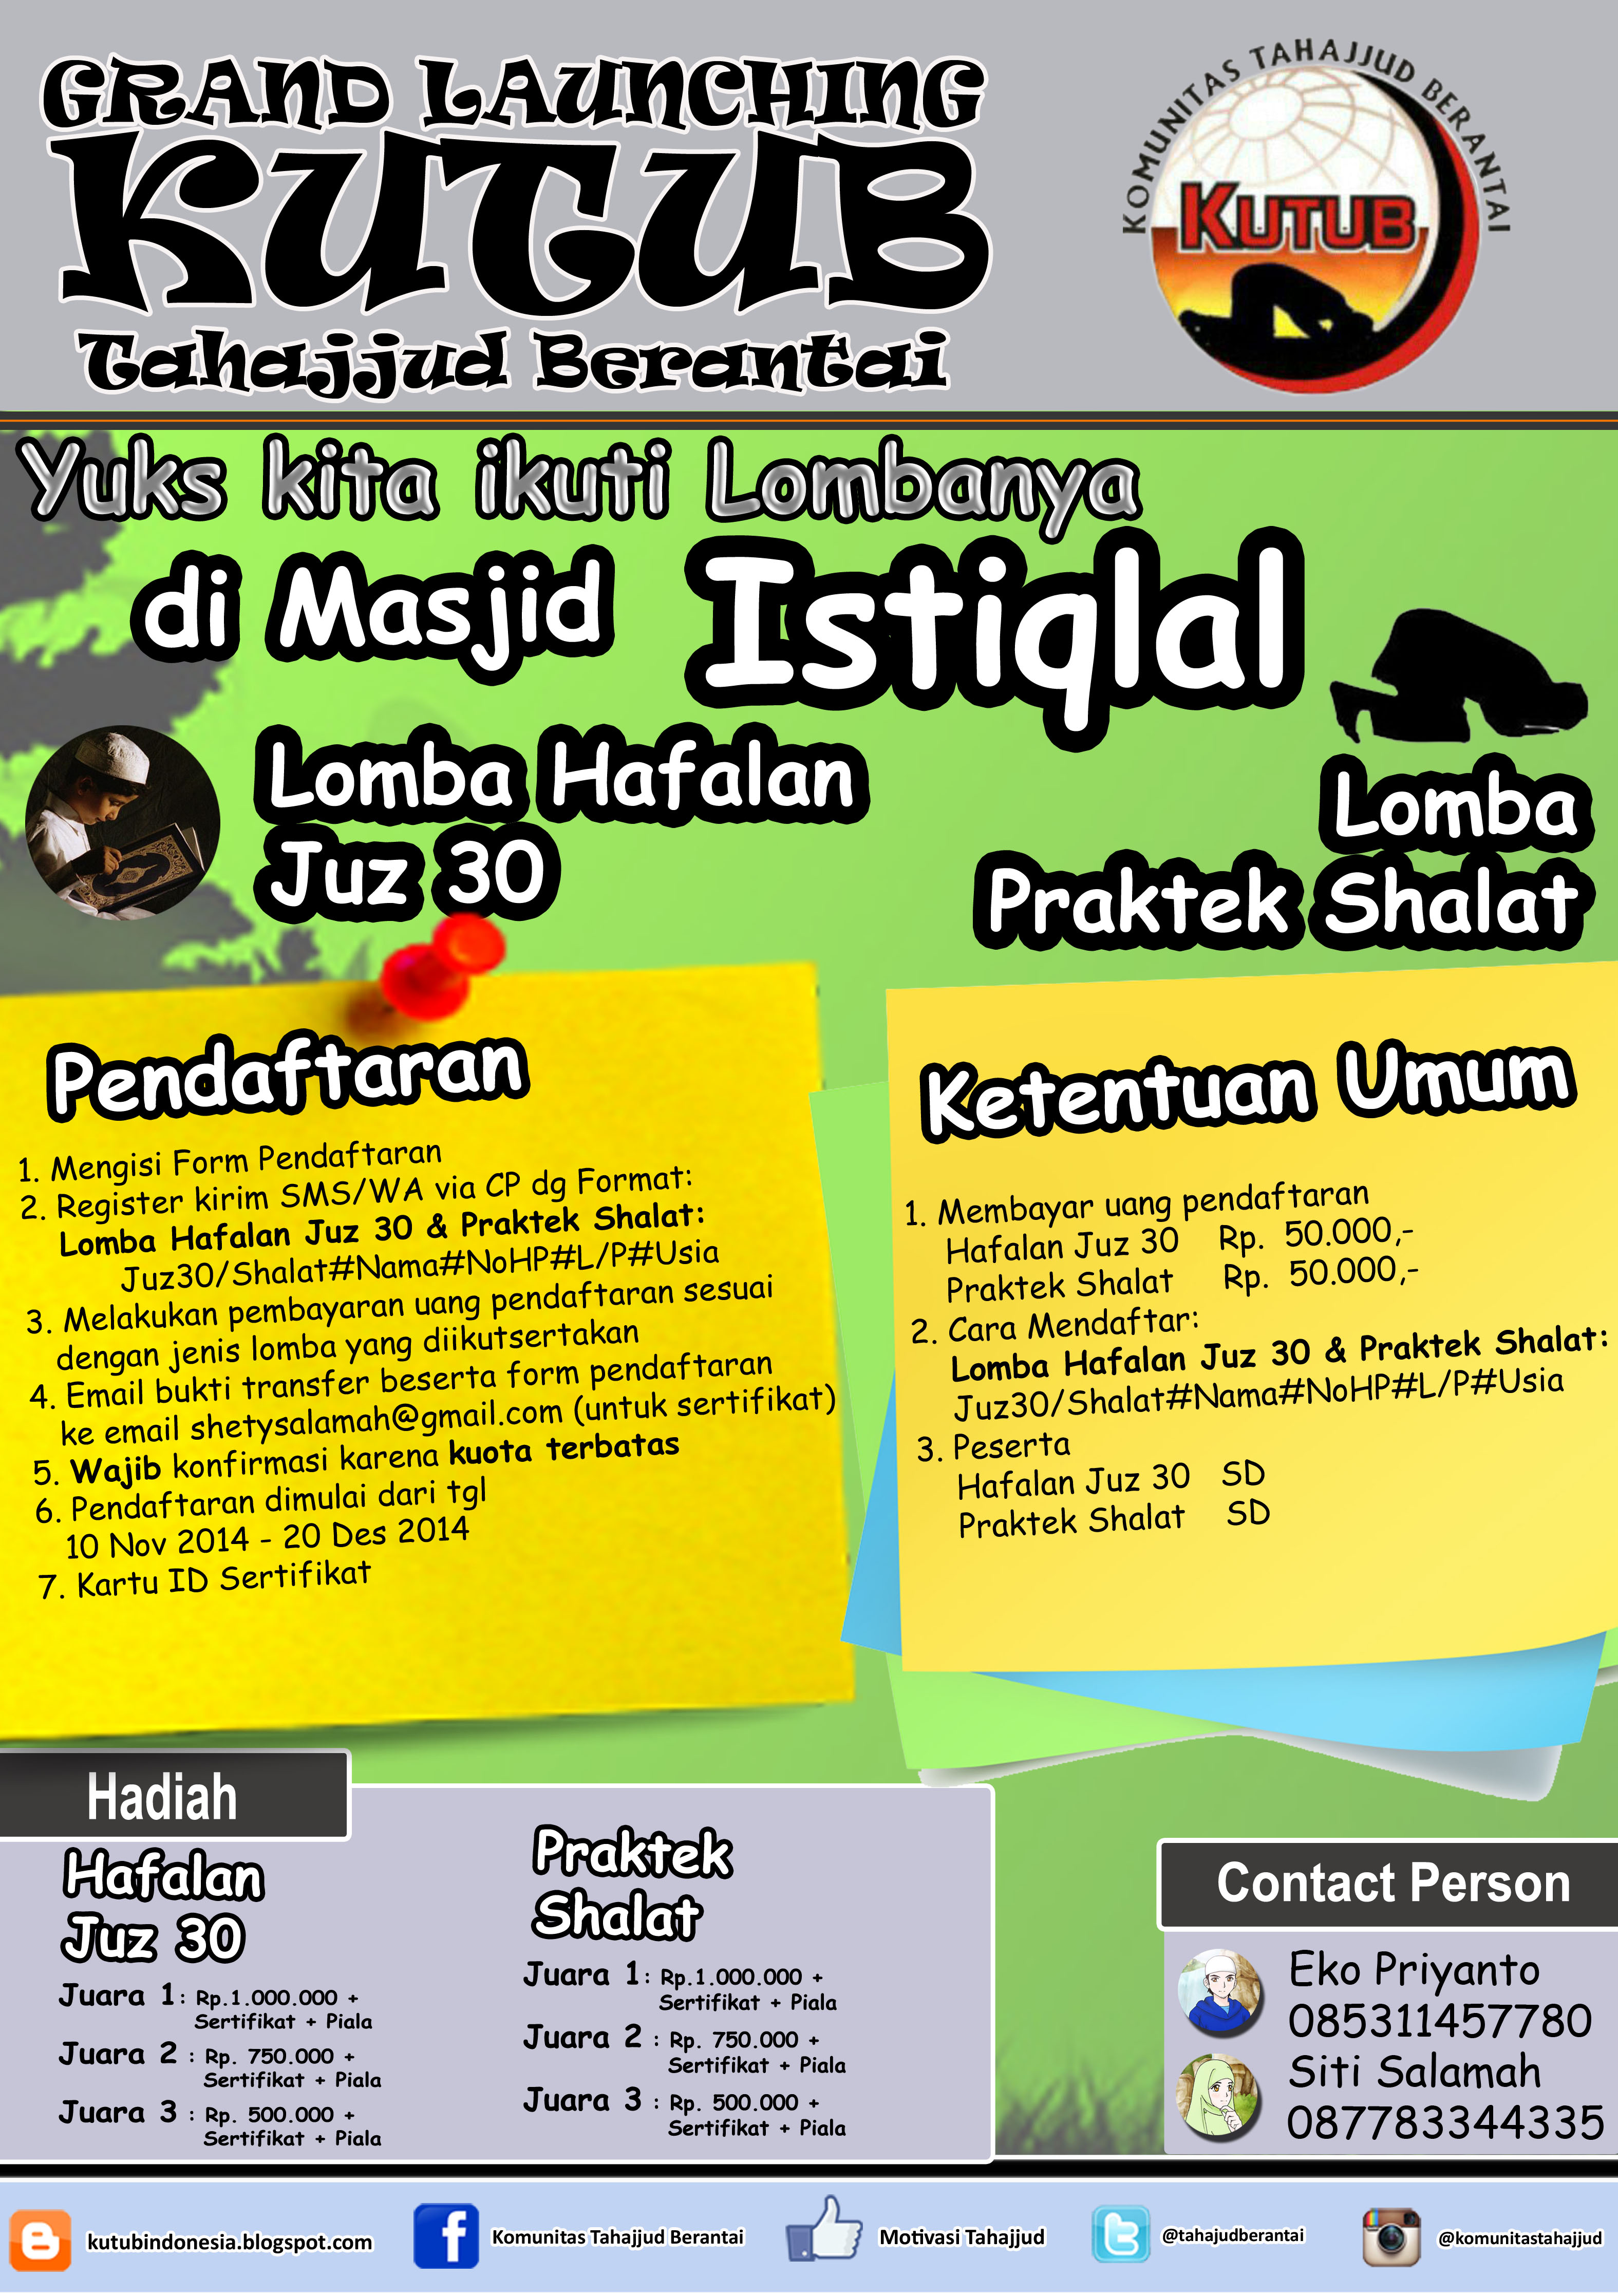 GRAND LAUNCHING
KUTUB
Tahajjud Berantai
KOMUNITAS TAHAJJUD BERANTAI
KUTUB
Yuks kita ikuti Lombanya
di Masjid Istiqlal
Lomba Hafalan
Juz 30
Lomba
Praktek Shalat
Pendaftaran
1. Mengisi Form Pendaftaran
2. Register kirim SMS/WA via CP dg Format:
Lomba Hafalan Juz 30 & Praktek Shalat:
Juz30/Shalat#Nama#NoHP#L/P#Usia
3. Melakukan pembayaran uang pendaftaran sesuai
dengan jenis lomba yang diikutsertakan
4. Email bukti transfer beserta form pendaftaran
ke email shetysalamah@gmail.com (untuk sertifikat)
5. Wajib konfirmasi karena kuota terbatas
6. Pendaftaran dimulai dari tgl
10 Nov 2014 - 20 Des 2014
7. Kartu ID Sertifikat
Ketentuan Umum
1. Membayar uang pendaftaran
Hafalan Juz 30 Rp. 50.000,-
Praktek Shalat Rp. 50.000,-
2. Cara Mendaftar:
Lomba Hafalan Juz 30 & Praktek Shalat:
Juz30/Shalat#Nama#NoHP#L/P#Usia
3. Peserta
Hafalan Juz 30 SD
Praktek Shalat SD
Hadiah
Hafalan
Juz 30
Juara 1: Rp.1.000.000 +
Sertifikat + Piala
Juara 2 : Rp. 750.000 +
Sertifikat + Piala
Juara 3 : Rp. 500.000 +
Sertifikat + Piala
Praktek
Shalat
Juara 1: Rp.1.000.000 +
Sertifikat + Piala
Juara 2 : Rp. 750.000 +
Sertifikat + Piala
Juara 3 : Rp. 500.000 +
Sertifikat + Piala
Contact Person
Eko Priyanto
085311457780
Siti Salamah
087783344335
kutubindonesia.blogspot.com
Komunitas Tahajjud Berantai
Motivasi Tahajjud
@tahajudberantai
@komunitastahajjud